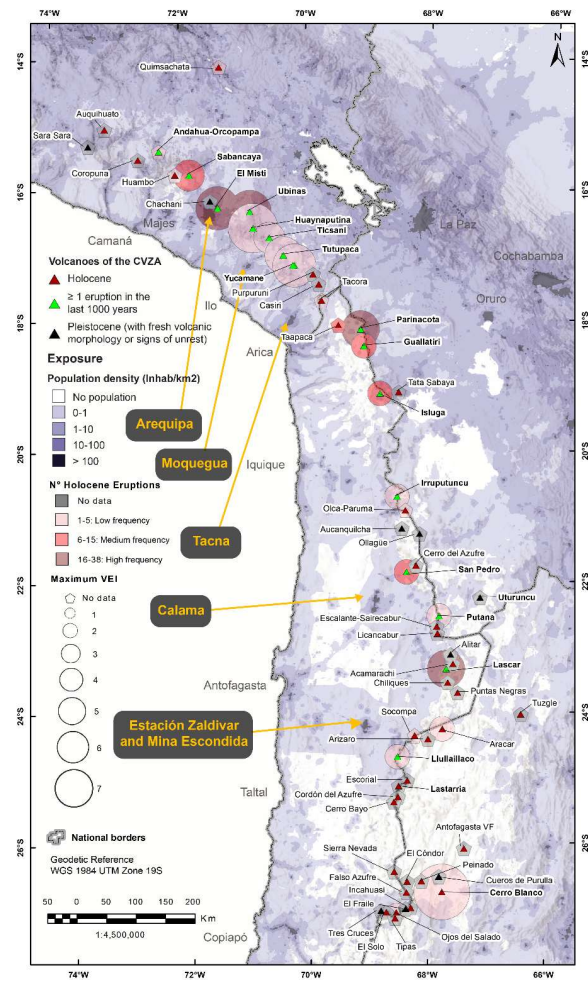 74°W
72°W
70°W
68°W
66°W
14°S
14°S
N
Quimsachata
Auquihuato
Sara Sara
Andahua-Orcopampa
Sabancaya
Coropuna
Huambo
El Misti
16°S
16°S
Chachani
Ubinas
Majes
Huaynaputina
Ticsani
La Paz
Camaná
Tutupaca
Cochabamba
Volcanoes of the CVZA
Yucamane
Purpuruni
Tacora
Holocene
Casiri
Oruro
≥ 1 eruption in the
last 1000 years
Ilo
Parinacota
18°S
Pleistocene (with fresh volcanic
morphology or signs of unrest)
Taapaca
18°S
Guallatiri
Arica
Exposure
Population density (Inhab/km2)
Tata Sabaya
No population
0-1
Isluga
1-10
Arequipa
10-100
20°S
> 100
Moquegua
Iquique
20°S
N° Holocene Eruptions
Irruputuncu
No data
Olca-Paruma
1-5: Low frequency
Aucanquilcha
6-15: Medium frequency
Tacna
Ollagüe
16-38: High frequency
Cerro del Azufre
22°S
Maximum VEI
San Pedro
22°S
No data
Calama
Uturuncu
1
Escalante-Sairecabur
Putana
2
Licancabur
3
Alitar
Acamarachi
Lascar
4
Antofagasta
Chiliques
Puntas Negras
24°S
5
Estación Zaldivar
and Mina Escondida
Socompa
Tuzgle
24°S
Arizaro
Aracar
6
Llullaillaco
7
Escorial
Taltal
Cordón del Azufre
Lastarria
Cerro Bayo
National borders
Antofagasta VF
26°S
Geodetic Reference
WGS 1984 UTM Zone 19S
Sierra Nevada
El Cóndor
26°S
Falso Azufre
Peinado
Cueros de Purulla
Incahuasi
Cerro Blanco
50 0 50 100 150 200
Km
El Fraile
1:4,500,000
Copiapó
Tres Cruces
Ojos del Salado
El Solo
Tipas
74°W
72°W
70°W
68°W
66°W